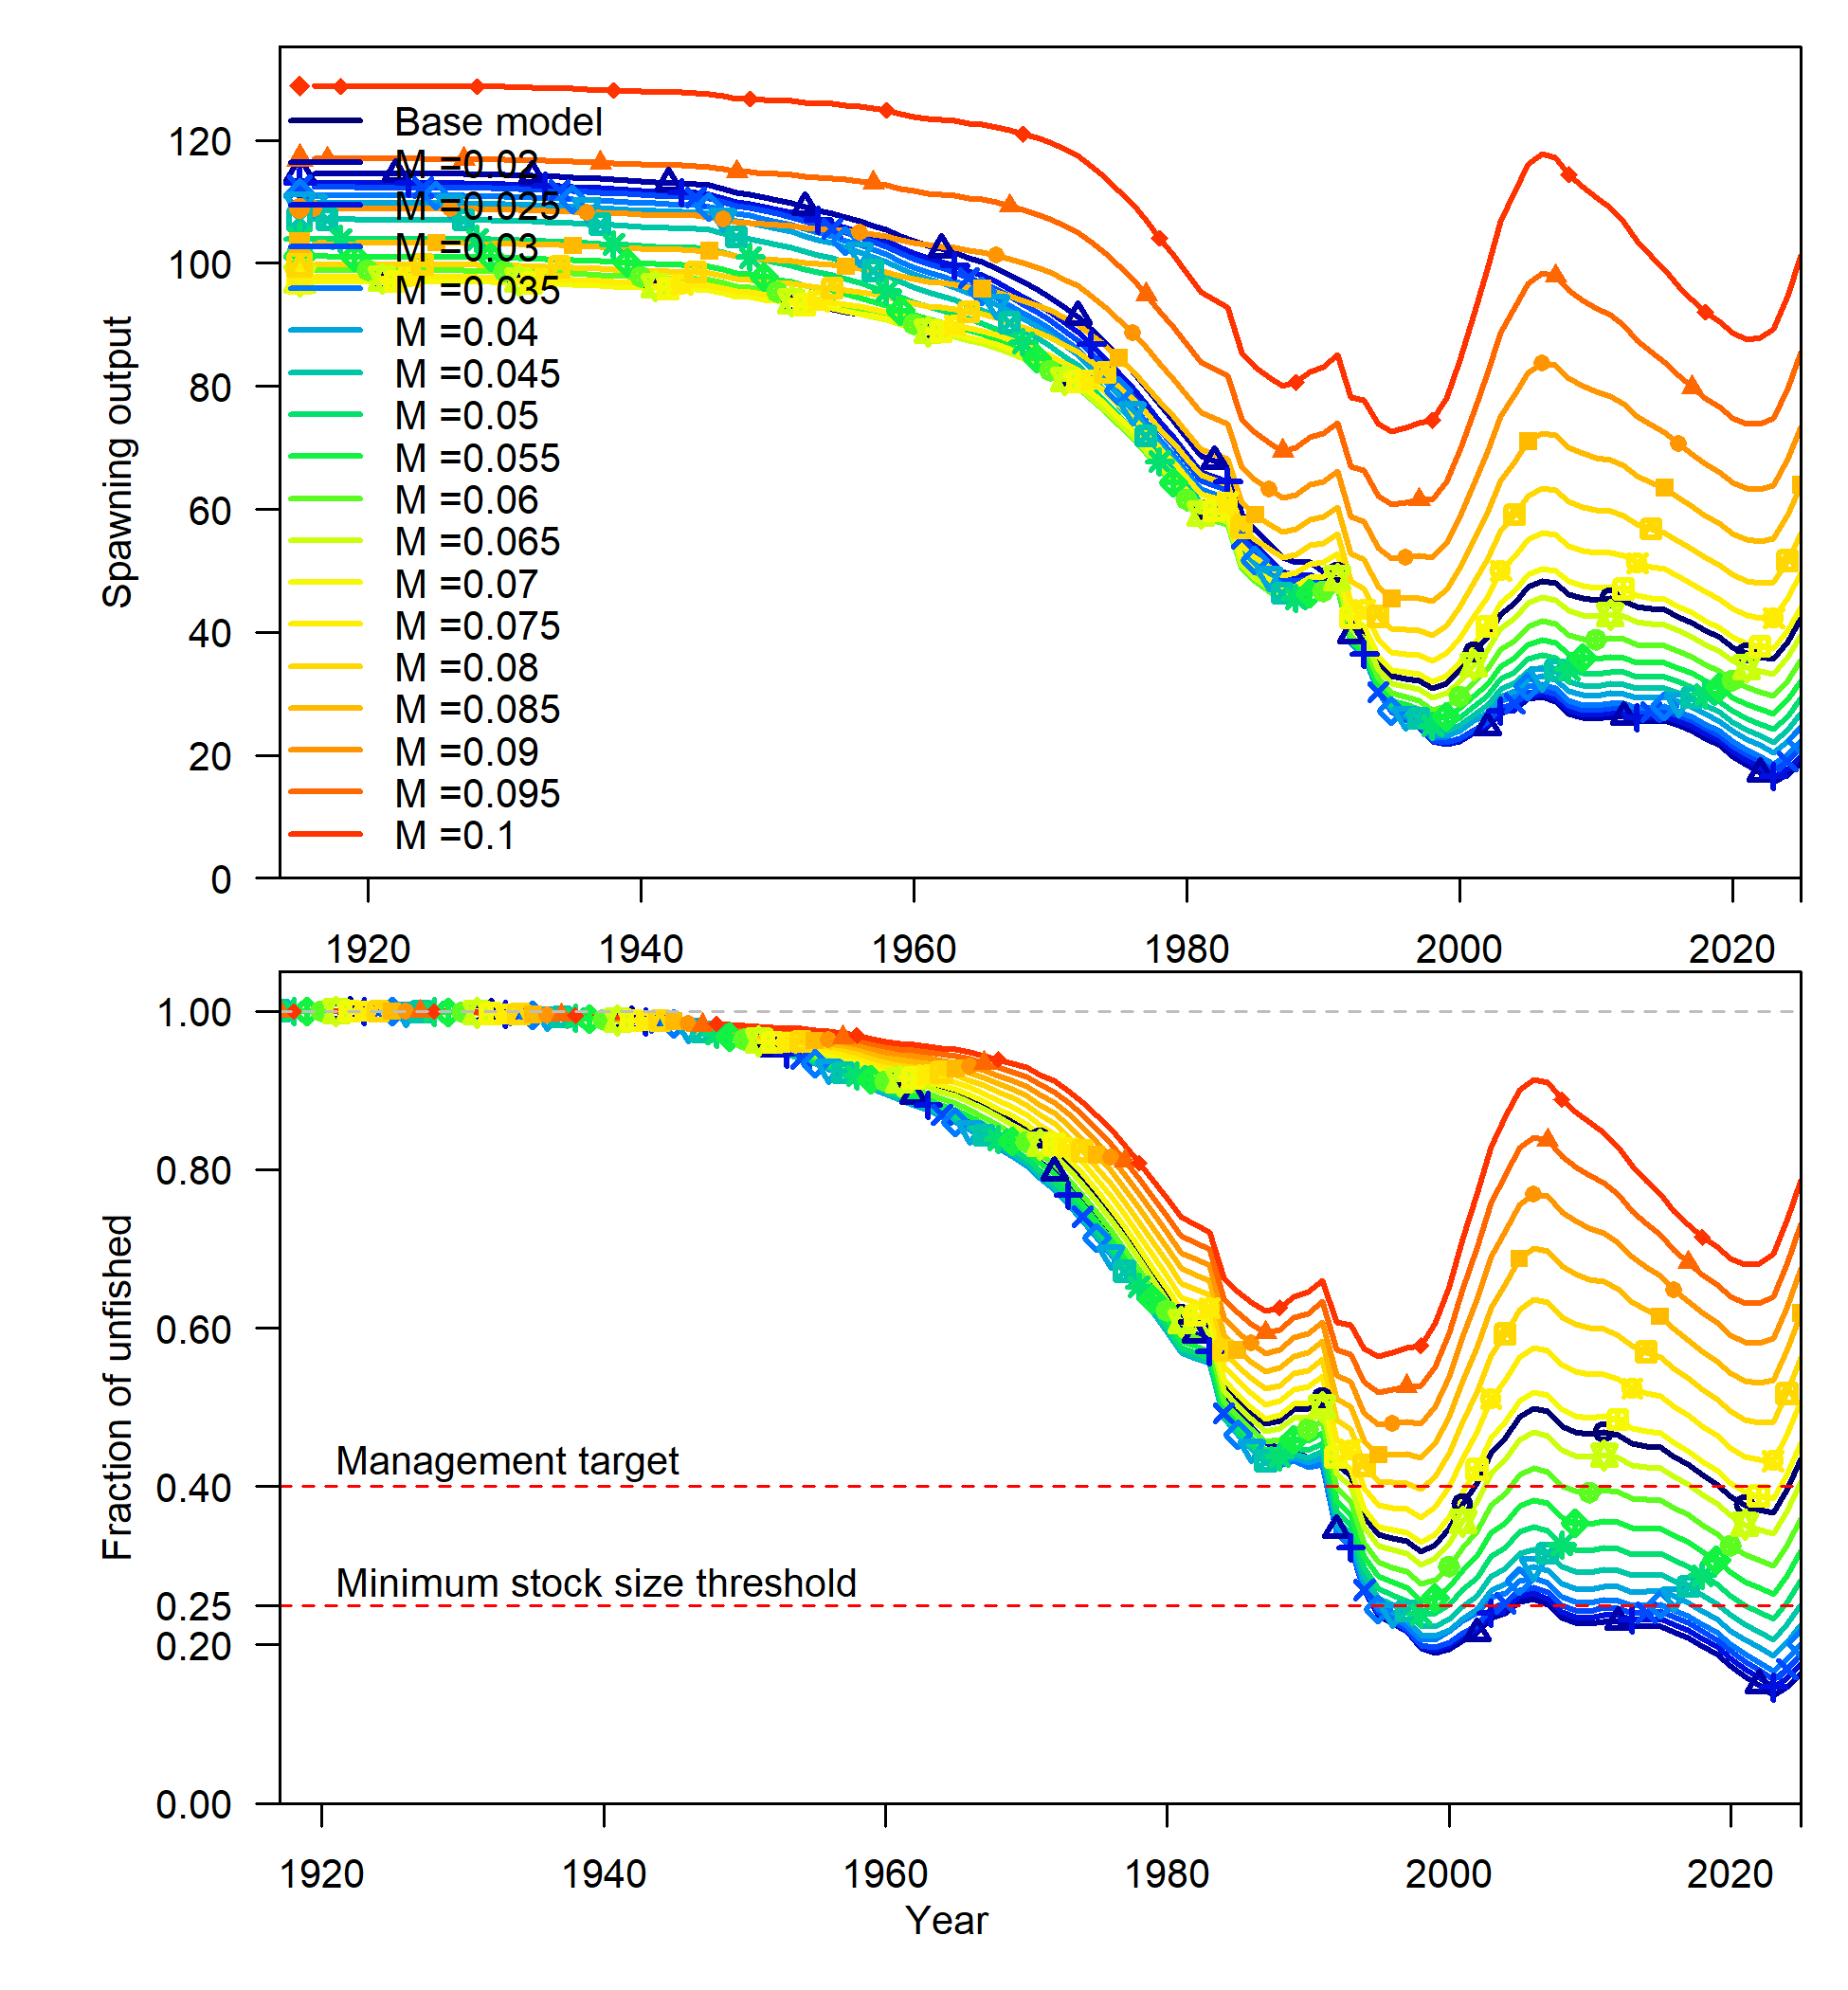 Spawning output
120
100
80
60
40
20
0
Base model
M =0.02
M =0.025
M =0.03
M =0.035
M =0.04
M =0.045
M =0.05
M =0.055
M =0.06
M =0.065
M =0.07
M =0.075
M =0.08
M =0.085
M =0.09
M =0.095
M =0.1
1920 1940 1960 1980 2000 2020
Fraction of unfished
1.00
0.80
0.60
0.40
0.25
0.20
0.00
Management target
Minimum stock size threshold
1920 1940 1960 1980 2000 2020
Year